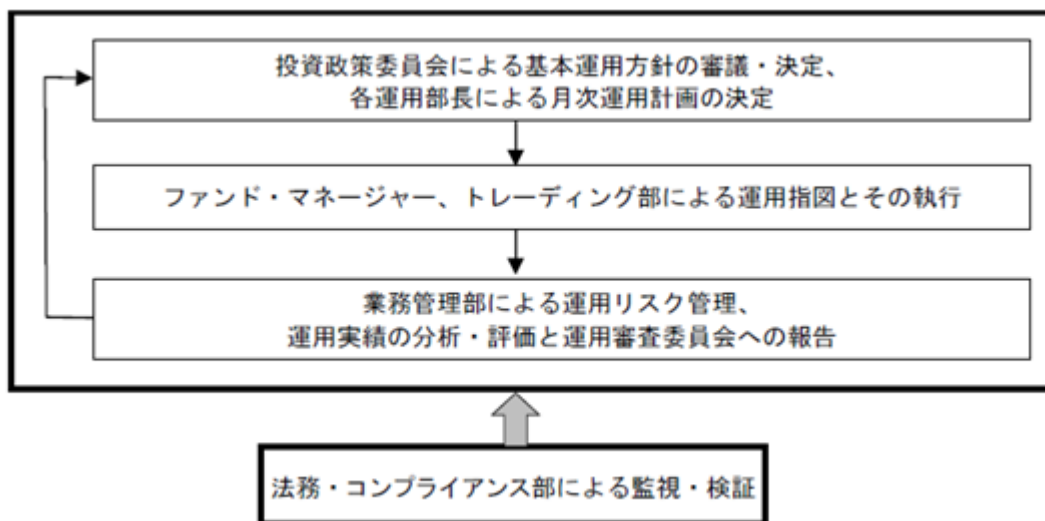 投資政策委員会による基本運用方針の審議・決定、
各運用部長による月次運用計画の決定
ファンド・マネージャー、トレーディング部による運用指図とその執行
業務管理部による運用リスク管理、
運用実績の分析・評価と運用審査委員会への報告
法務・コンプライアンス部による監視・検証